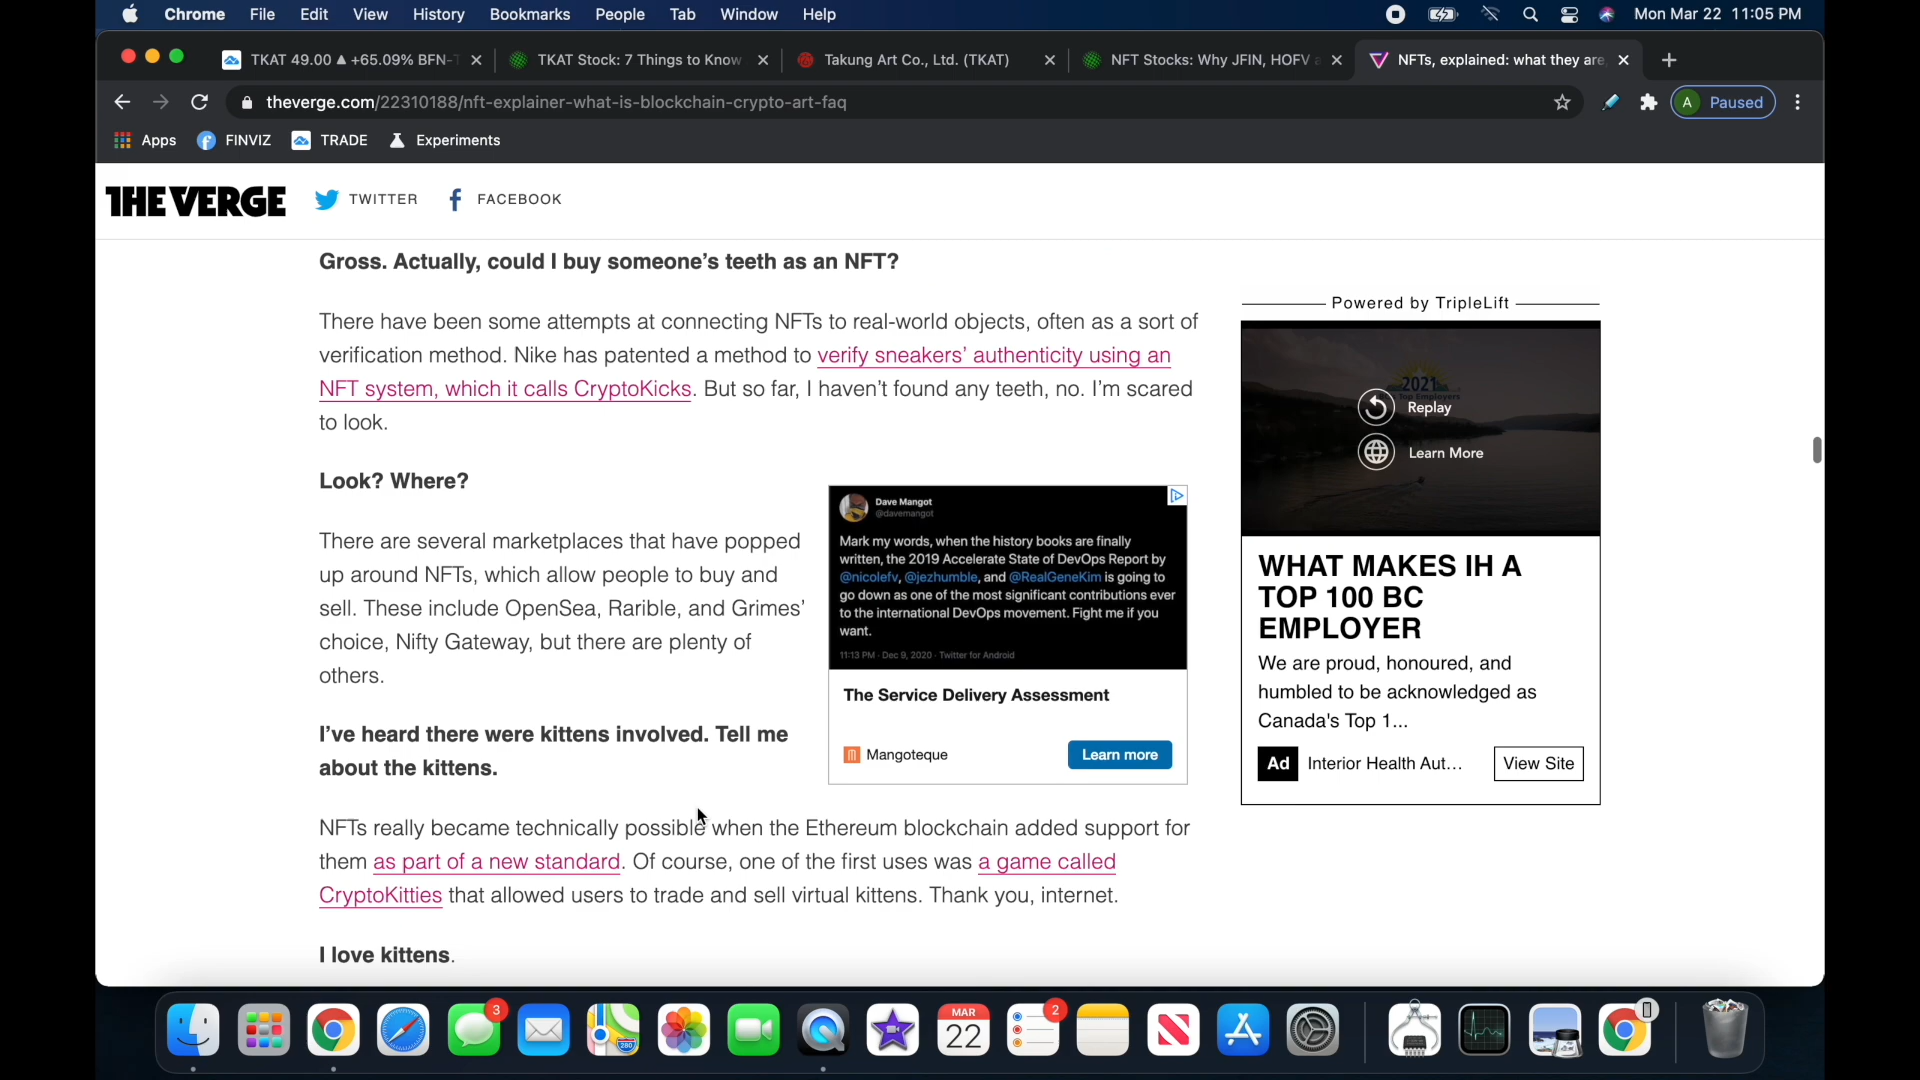 Chrome File Edit View History Bookmarks People Tab Window Help Mon Mar 22 11:05 PM
TKAT 49.00 ▲ +65.09% BFN- TKAT Stock: 7 Things to Know Takung Art Co., Ltd. (TKAT) NFT Stocks: Why JFIN, HOFV a NFTs, explained: what they are,
theverge.com/22310188/nft-explainer-what-is-blockchain-crypto-art-faq A Paused
Apps FINVIZ TRADE Experiments
THE VERGE TWITTER FACEBOOK
Gross. Actually, could I buy someone's teeth as an NFT?
There have been some attempts at connecting NFTs to real-world objects, often as a sort of
verification method. Nike has patented a method to verify sneakers' authenticity using an
NFT system, which it calls CryptoKicks. But so far, I haven't found any teeth, no. I'm scared
to look.
Look? Where?
There are several marketplaces that have popped
up around NFTs, which allow people to buy and
sell. These include OpenSea, Rarible, and Grimes'
choice, Nifty Gateway, but there are plenty of
others.
I've heard there were kittens involved. Tell me
about the kittens.
NFTs really became technically possible when the Ethereum blockchain added support for
them as part of a new standard. Of course, one of the first uses was a game called
CryptoKitties that allowed users to trade and sell virtual kittens. Thank you, internet.
I love kittens.
Dave Mangot
@davemangot
Mark my words, when the history books are finally
written, the 2019 Accelerate State of DevOps Report by
@nicolefv, @jezhumble, and @RealGeneKim is going to
go down as one of the most significant contributions ever
to the international DevOps movement. Fight me if you
want.
11:13 PM · Dec 9, 2020 · Twitter for Android
The Service Delivery Assessment
Mangoteque Learn more
Powered by TripleLift
2021
Replay
Learn More
WHAT MAKES IH A
TOP 100 BC
EMPLOYER
We are proud, honoured, and
humbled to be acknowledged as
Canada's Top 1...
Ad Interior Health Aut... View Site
3
MAR
22
2
280